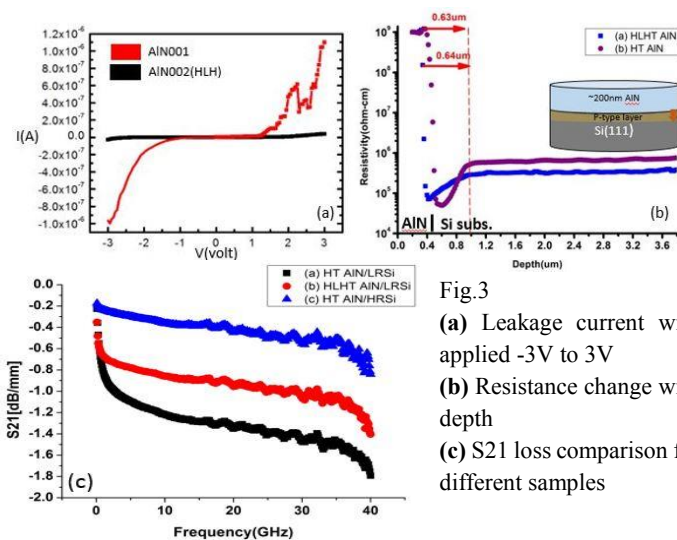 1.2x10⁻⁶
1.0x10⁻⁶
8.0x10⁻⁷
6.0x10⁻⁷
4.0x10⁻⁷
2.0x10⁻⁷
0.0
-2.0x10⁻⁷
-4.0x10⁻⁷
-6.0x10⁻⁷
-8.0x10⁻⁷
-1.0x10⁻⁶
I(A)
AlN001
AlN002(HLH)
(a)
-3 -2 -1 0 1 2 3
V(volt)
0.63um
0.64um
(a) HLHT AlN
(b) HT AlN
10⁹
10⁸
10⁷
10⁶
10⁵
10⁴
Resistivity(ohm-cm)
~200nm AlN
P-type layer
Si(111)
(b)
AlN Si subs.
0.0 0.4 0.8 1.2 1.6 2.0 2.4 2.8 3.2 3.6
Depth(um)
(a) HT AlN/LRSi
(b) HLHT AlN/LRSi
(c) HT AlN/HRSi
-0.2
-0.4
-0.6
-0.8
-1.0
-1.2
-1.4
-1.6
-1.8
-2.0
S21[dB/mm]
(c)
0 10 20 30 40
Frequency(GHz)
Fig.3
(a) Leakage current wi
applied -3V to 3V
(b) Resistance change wi
depth
(c) S21 loss comparison f
different samples